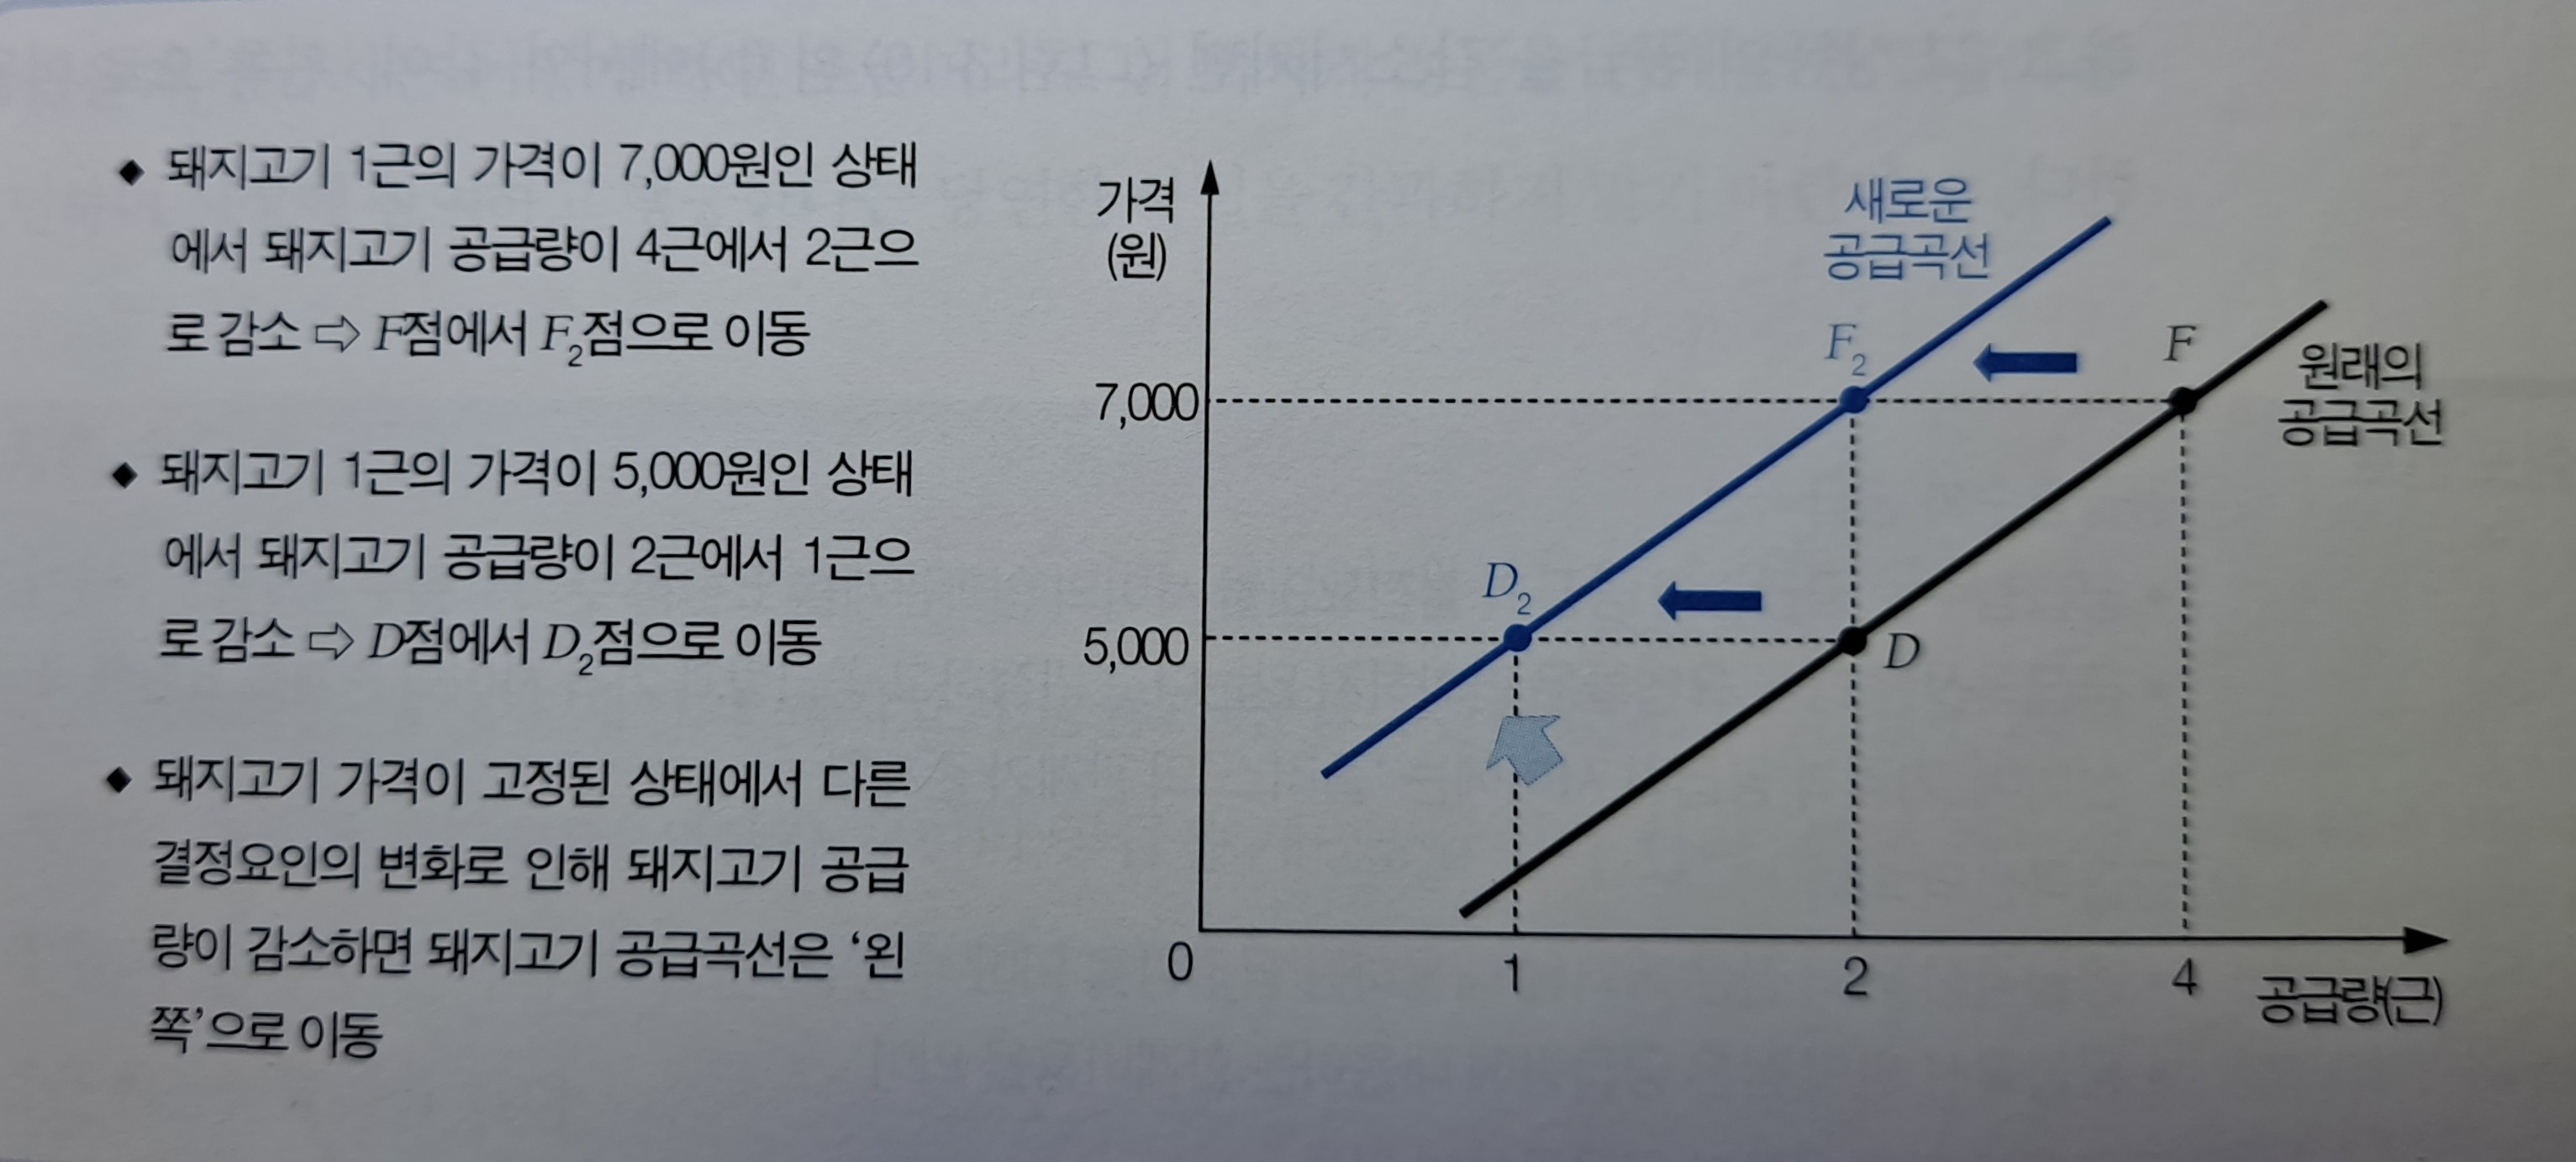 ◆ 돼지고기 1근의 가격이 7,000원인 상태
에서 돼지고기 공급량이 4근에서 2근으
로 감소 ⇨ F점에서 F₂점으로 이동
◆ 돼지고기 1근의 가격이 5,000원인 상태
에서 돼지고기 공급량이 2근에서 1근으
로 감소 ⇨ D점에서 D₂점으로 이동
◆ 돼지고기 가격이 고정된 상태에서 다른
결정요인의 변화로 인해 돼지고기 공급
량이 감소하면 돼지고기 공급곡선은 ‘왼
쪽’으로 이동
가격
(원)
새로운
공급곡선
F₂
F
원래의
공급곡선
7,000
D₂
5,000
D
0
1
2
4
공급량(근)